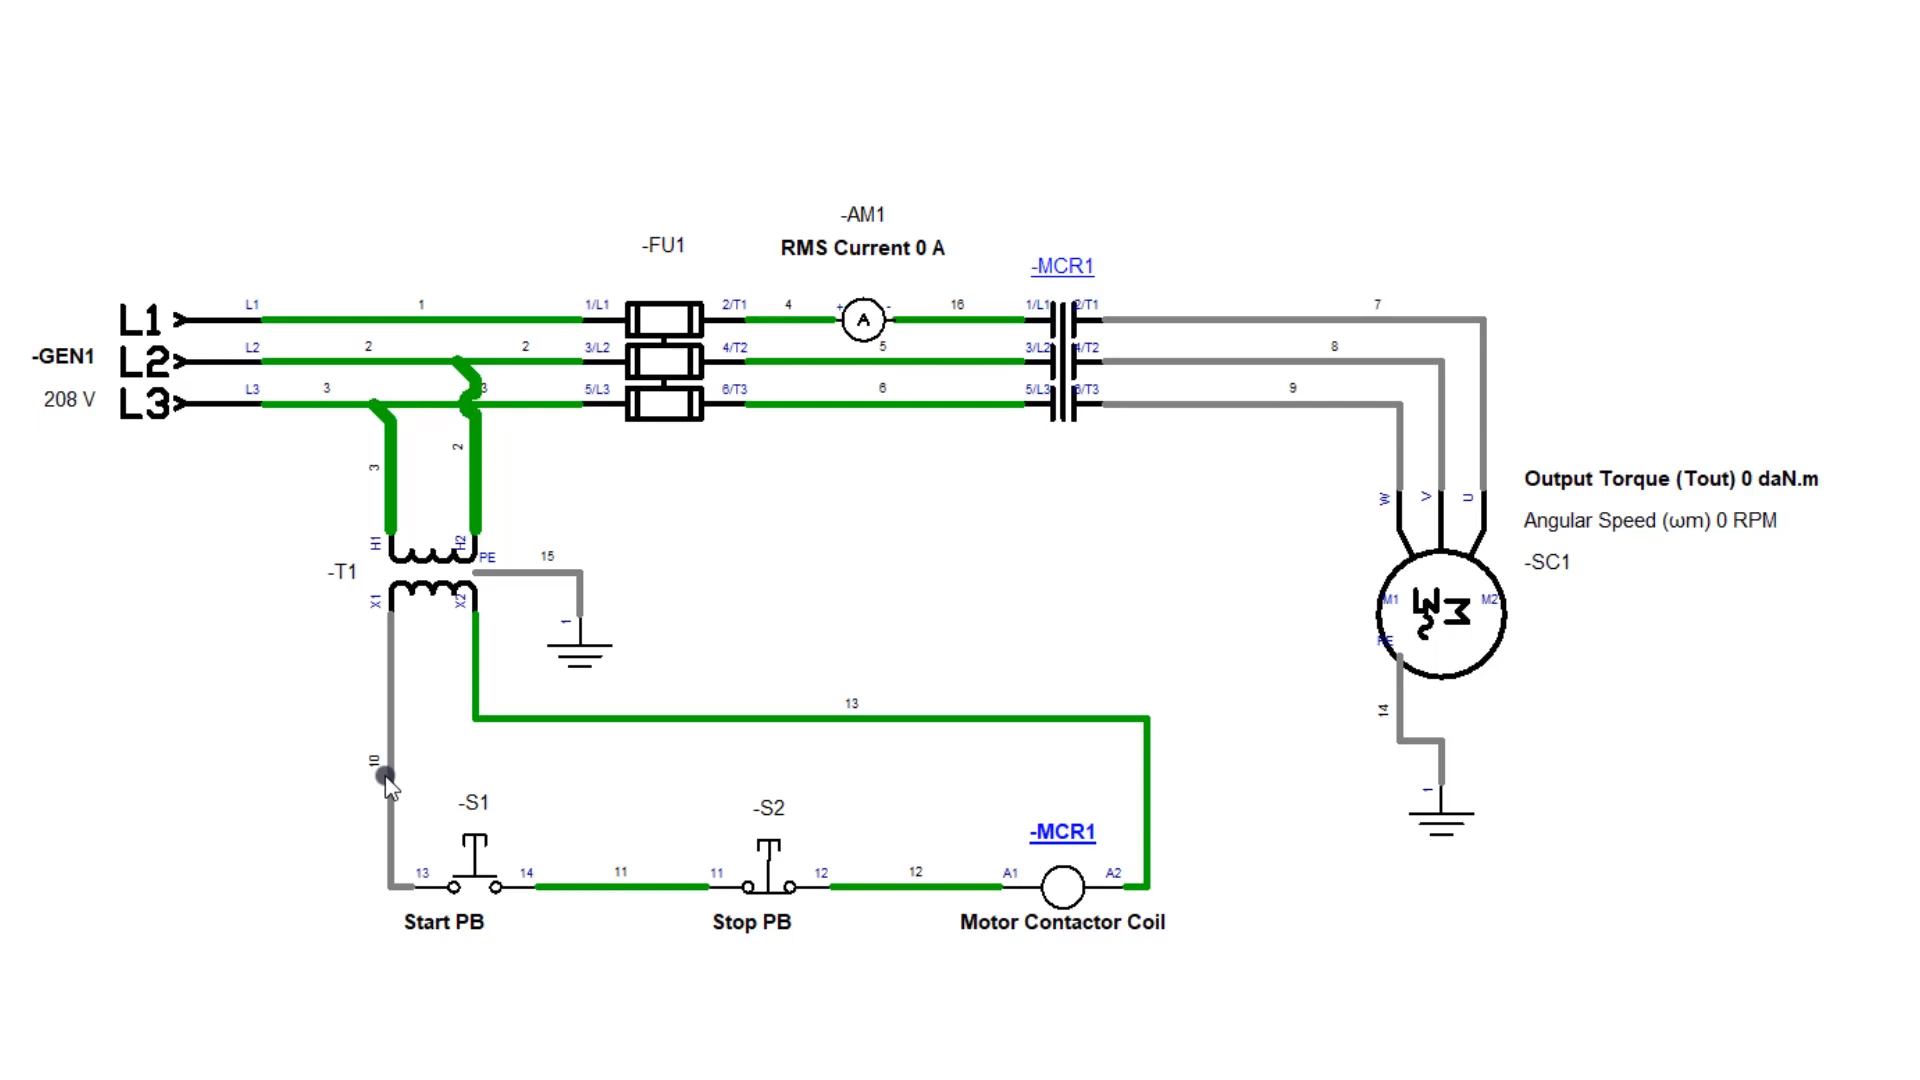 -AM1
-FU1
RMS Current 0 A
-MCR1
L1 L1 1 1/L1 2/T1 4 + A - 16 1/L1 2/T1 7
-GEN1 L2 L2 2 2 3/L2 4/T2 5 3/L2 4/T2 8
208 V L3 L3 3 3 5/L3 6/T3 6 5/L3 6/T3 9
3 2
W V U
Output Torque (Tout) 0 daN.m
Angular Speed (ωm) 0 RPM
-SC1
H1 H2 PE 15
-T1
X1 X2 1
M1 M M2
3~
PE
13
14
10
1
-S1 -S2 -MCR1
13 14 11 11 12 12 A1 A2
Start PB Stop PB Motor Contactor Coil